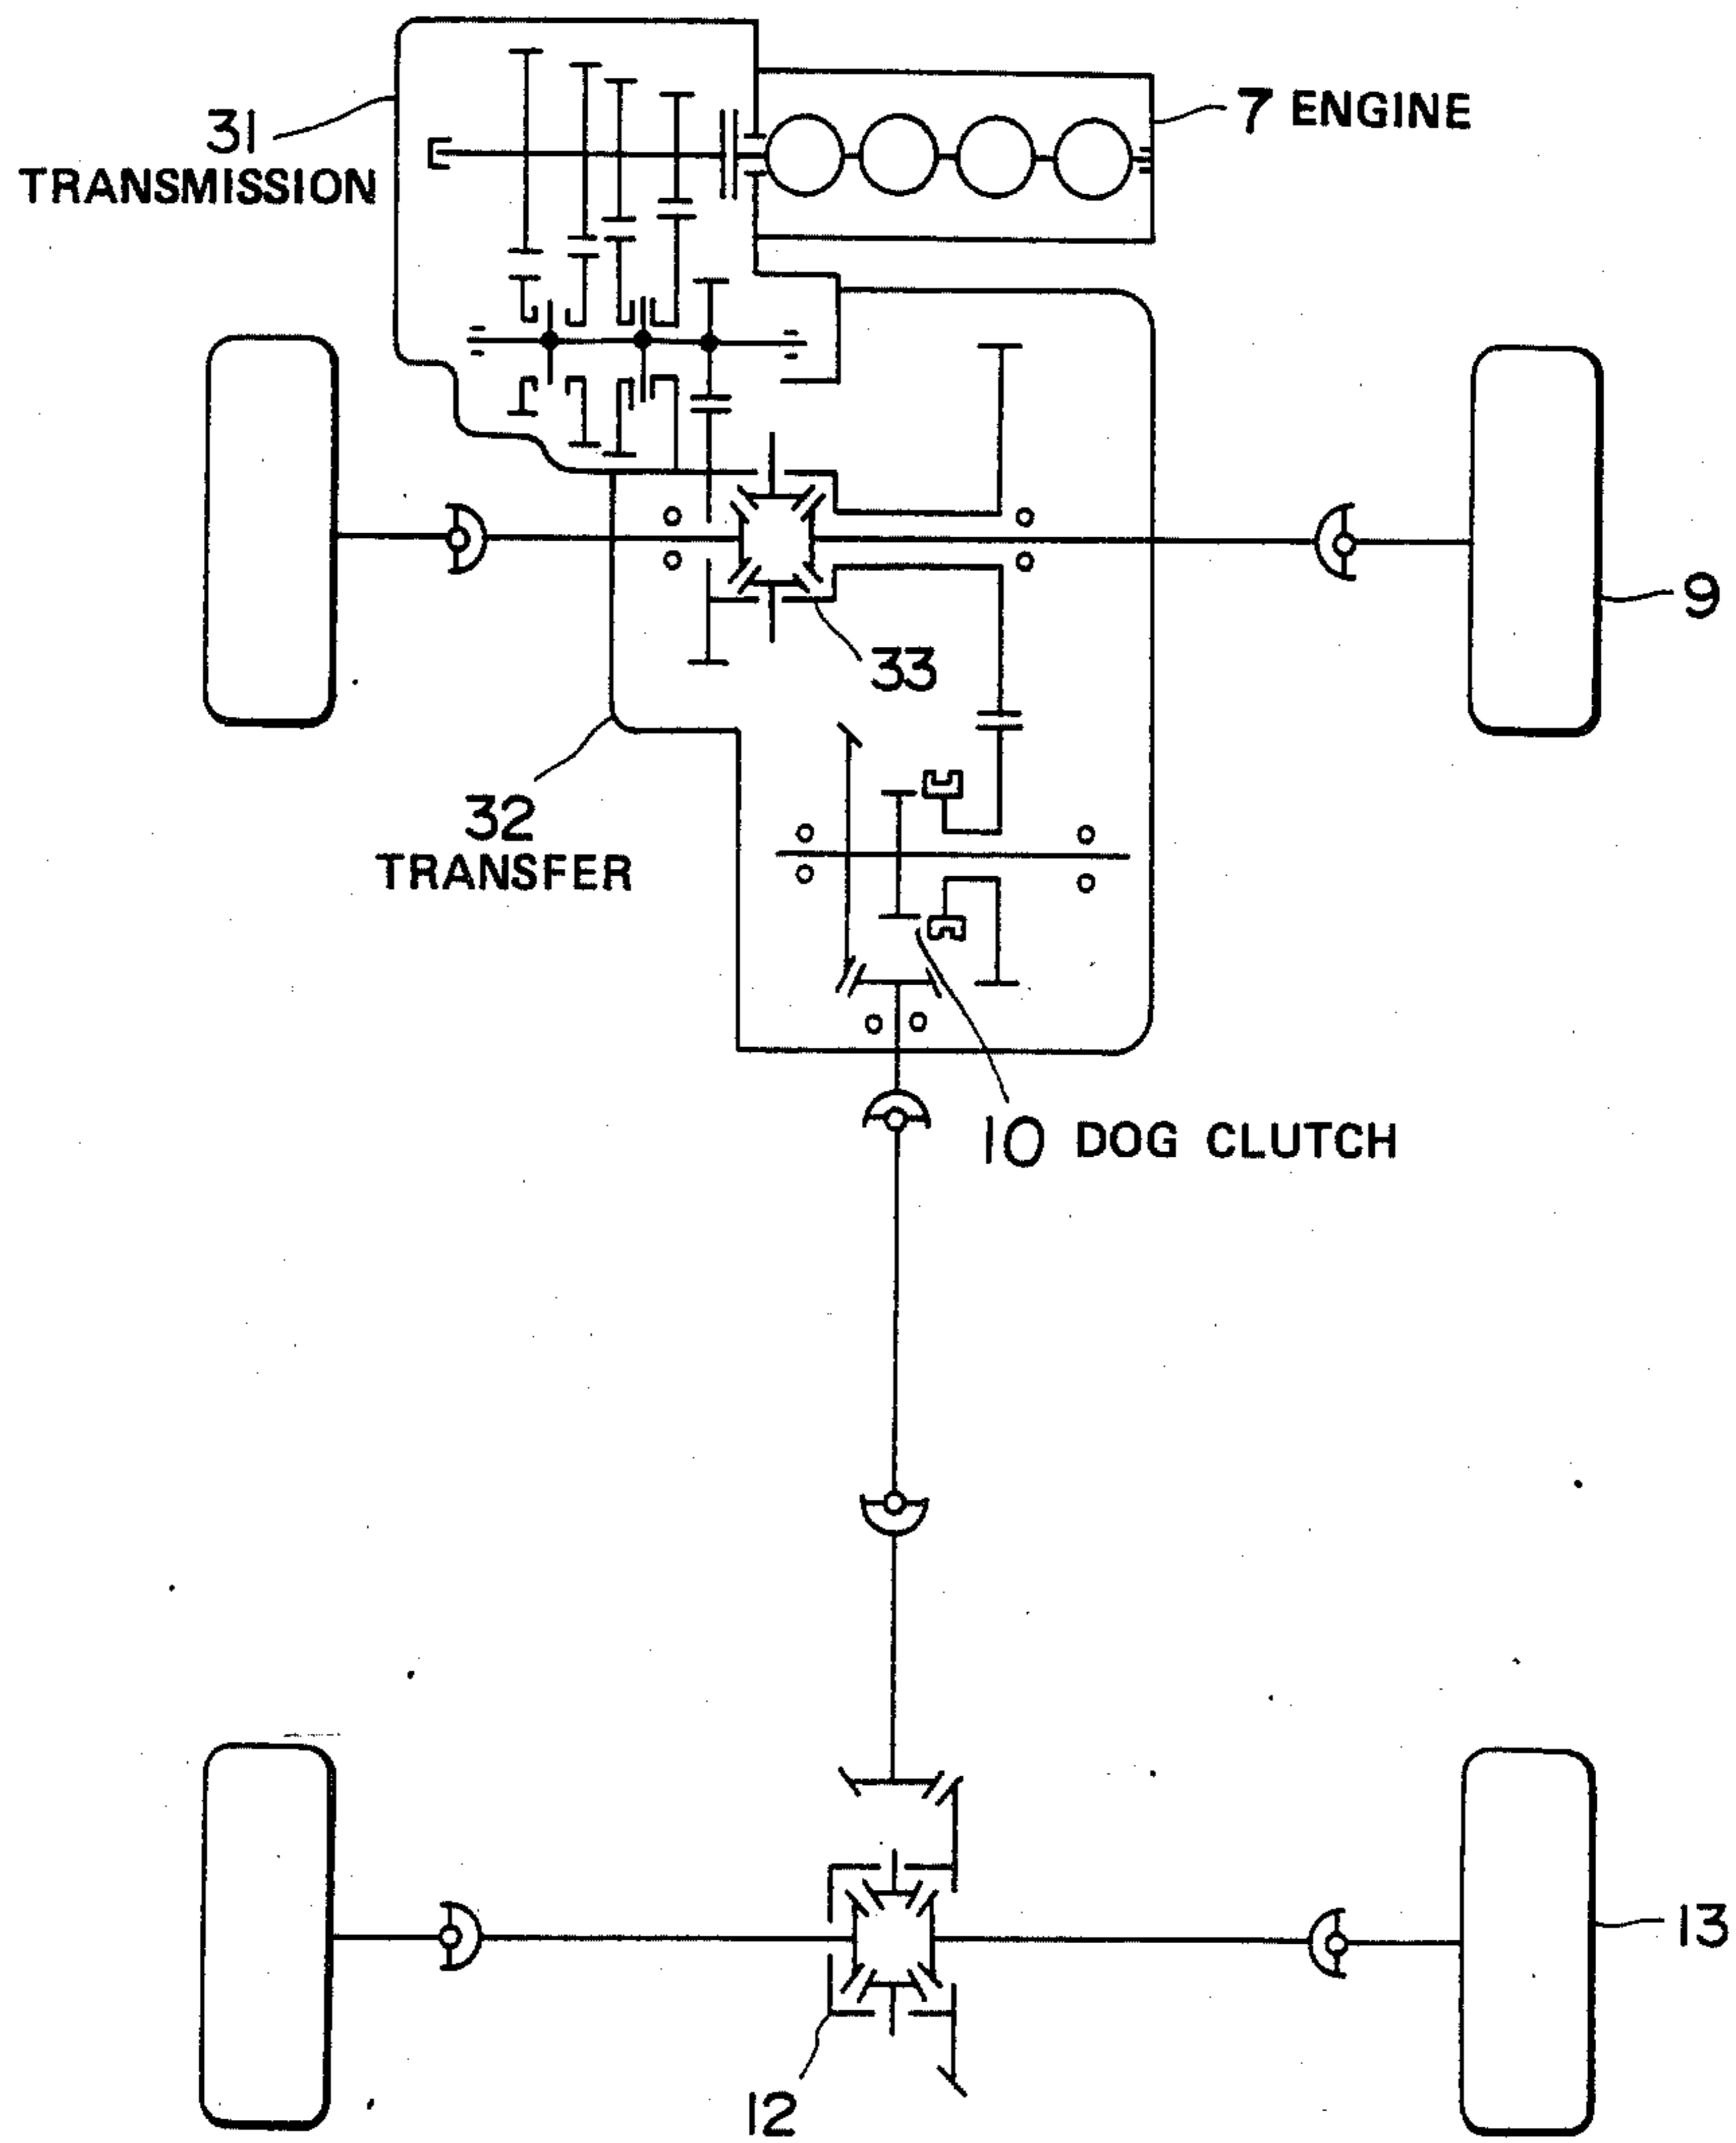 7 ENGINE
31
TRANSMISSION
9
33
32
TRANSFER
10 DOG CLUTCH
13
12